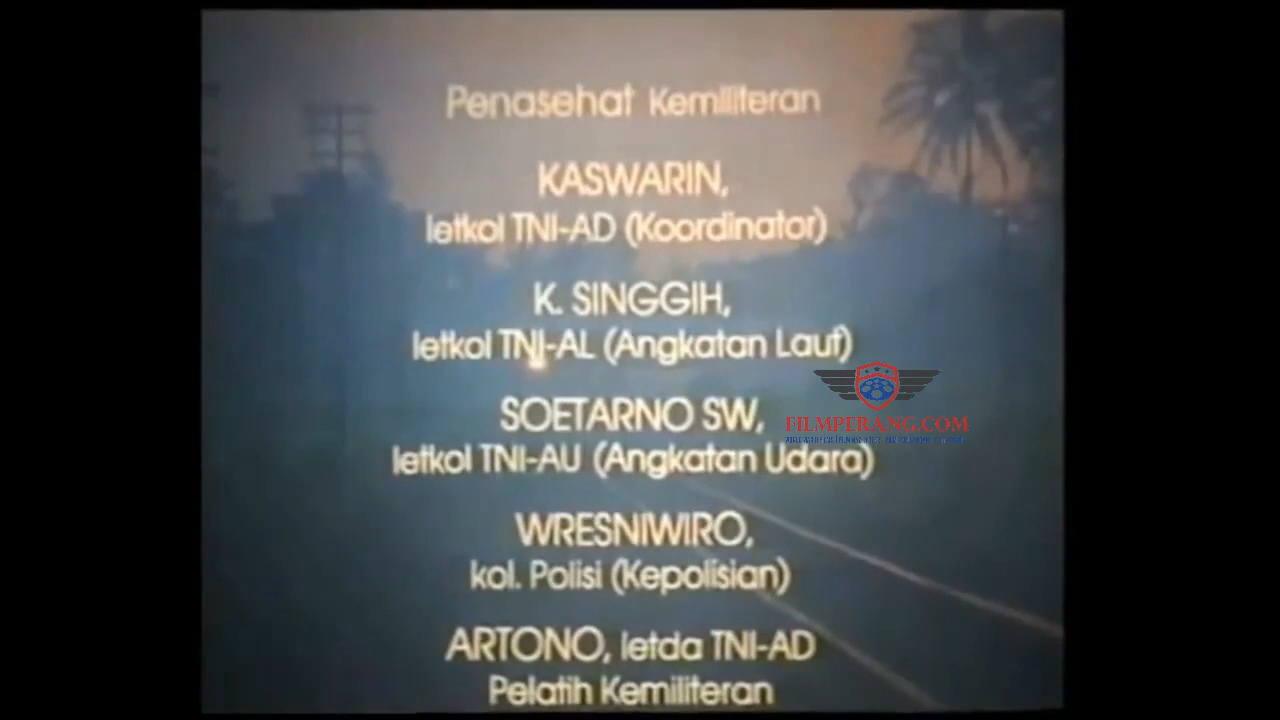 Penasehat Kemiliteran
KASWARIN,
letkol TNI-AD (Koordinator)
K. SINGGIH,
letkol TNI-AL (Angkatan Laut)
SOETARNO SW,
letkol TNI-AU (Angkatan Udara)
WRESNIWIRO,
kol. Polisi (Kepolisian)
ARTONO, letda TNI-AD
Pelatih Kemiliteran
FILMPERANG.COM